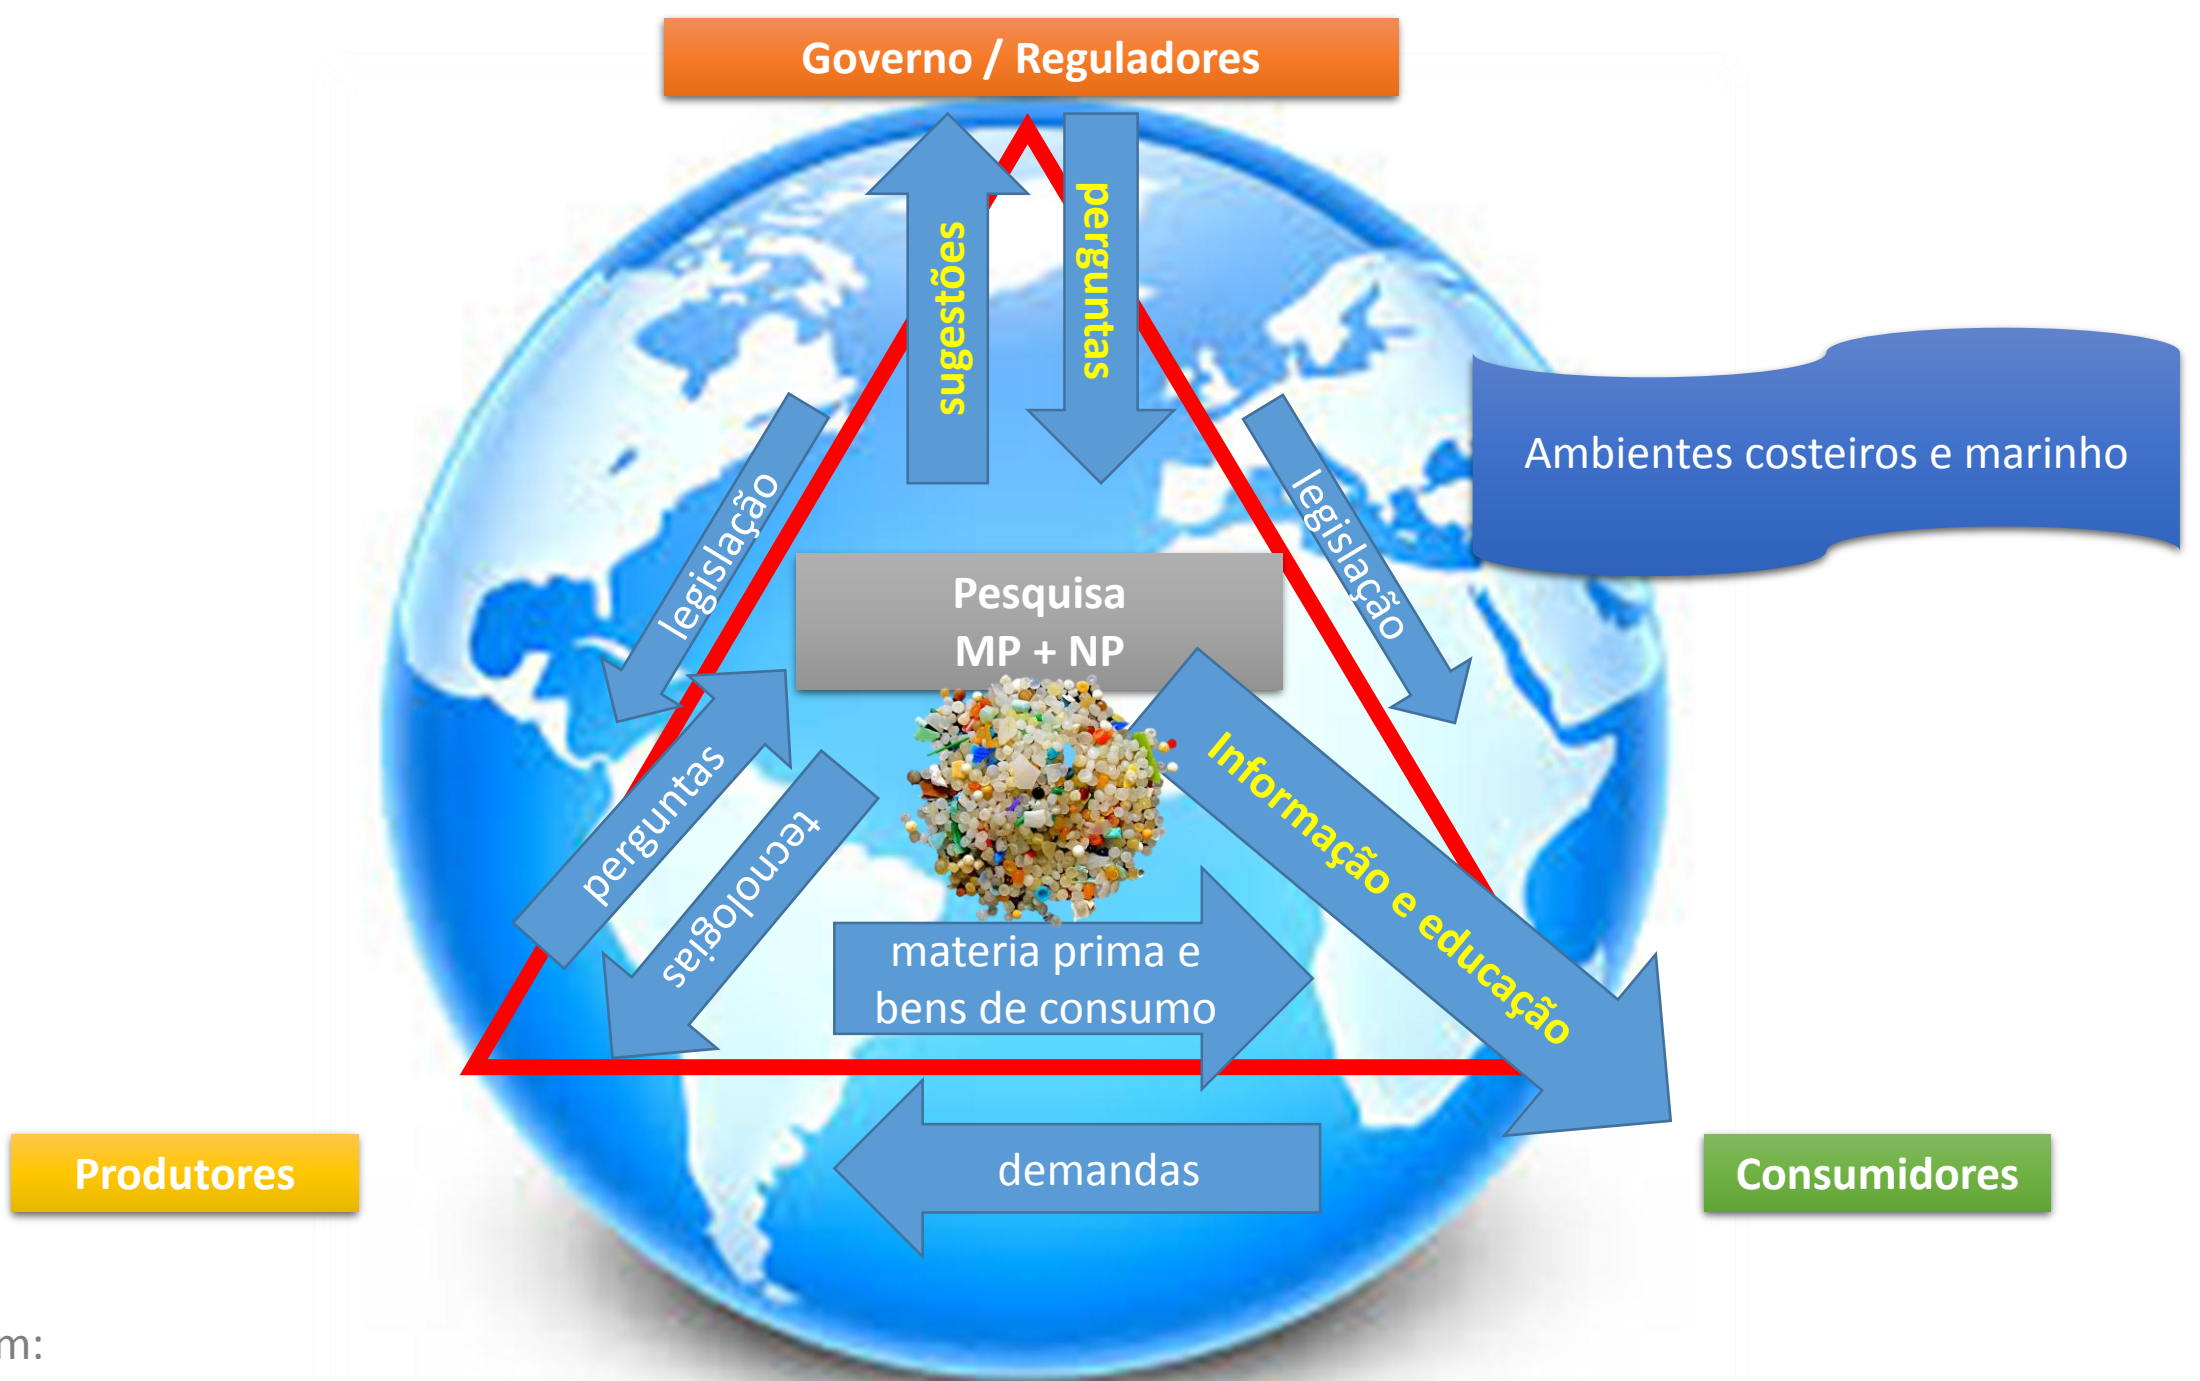 Governo / Reguladores
sugestões
perguntas
Ambientes costeiros e marinho
legislação
legislação
Pesquisa
MP + NP
perguntas
tecnologias
Informação e educação
materia prima e
bens de consumo
demandas
Produtores
Consumidores
m: